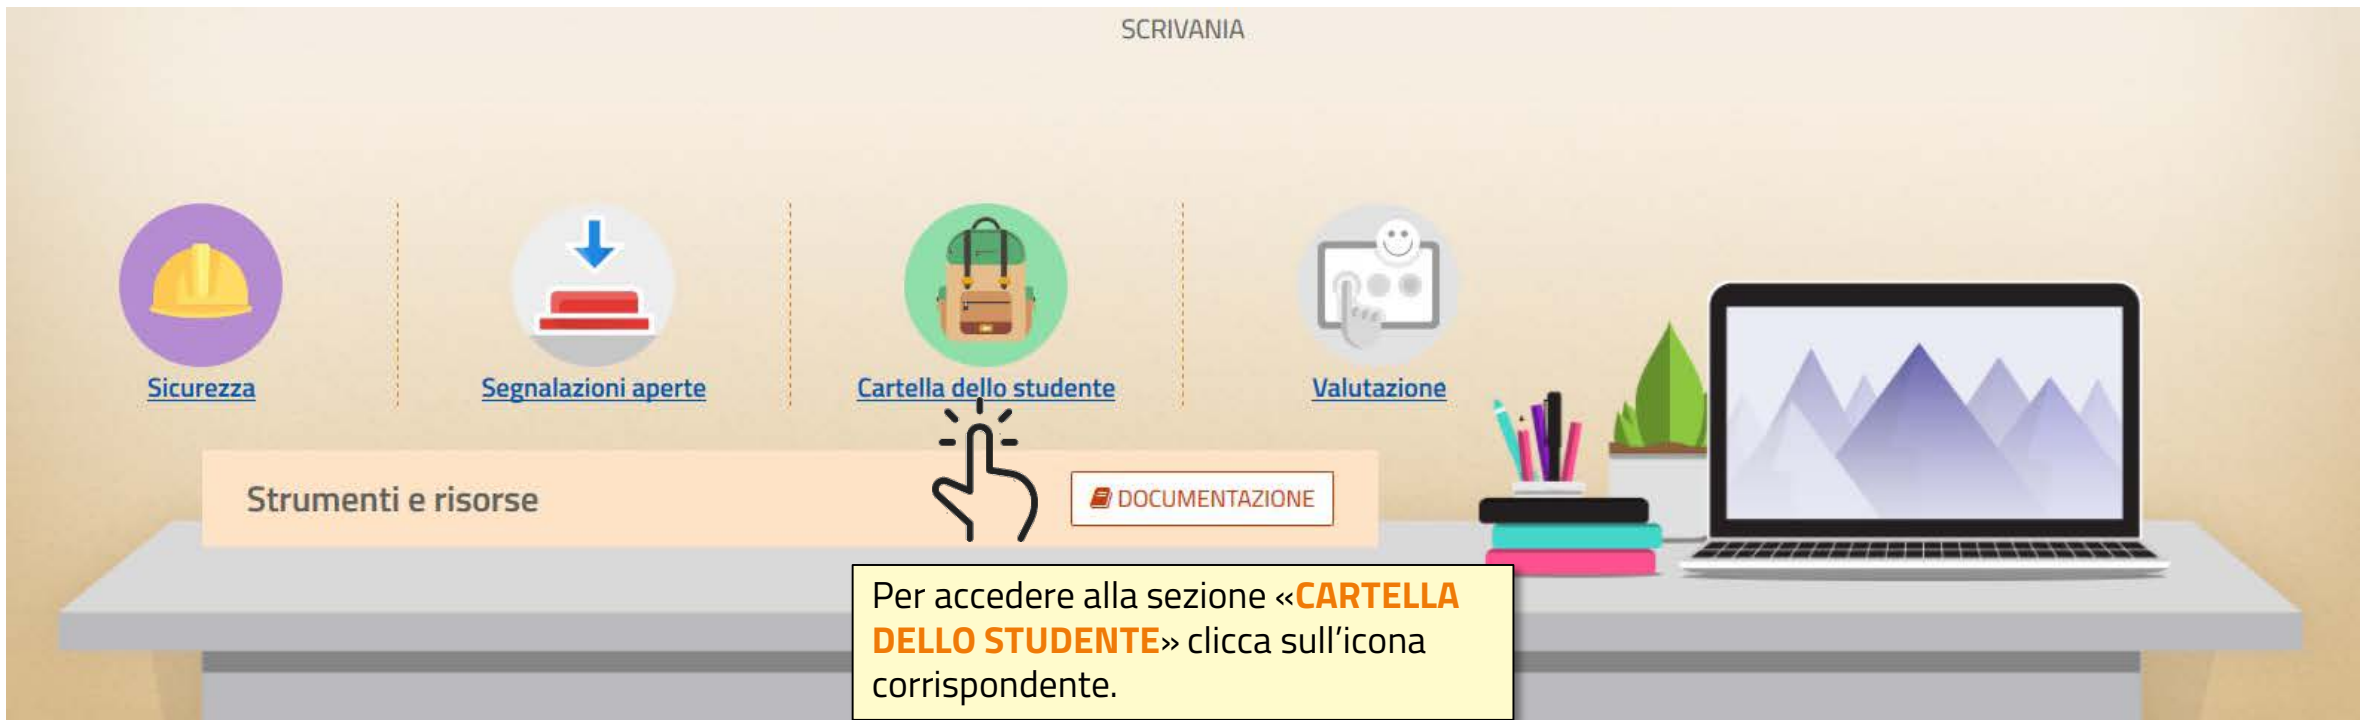 SCRIVANIA
Sicurezza
Segnalazioni aperte
Cartella dello studente
Valutazione
Strumenti e risorse
DOCUMENTAZIONE
Per accedere alla sezione «CARTELLA
DELLO STUDENTE» clicca sull’icona
corrispondente.